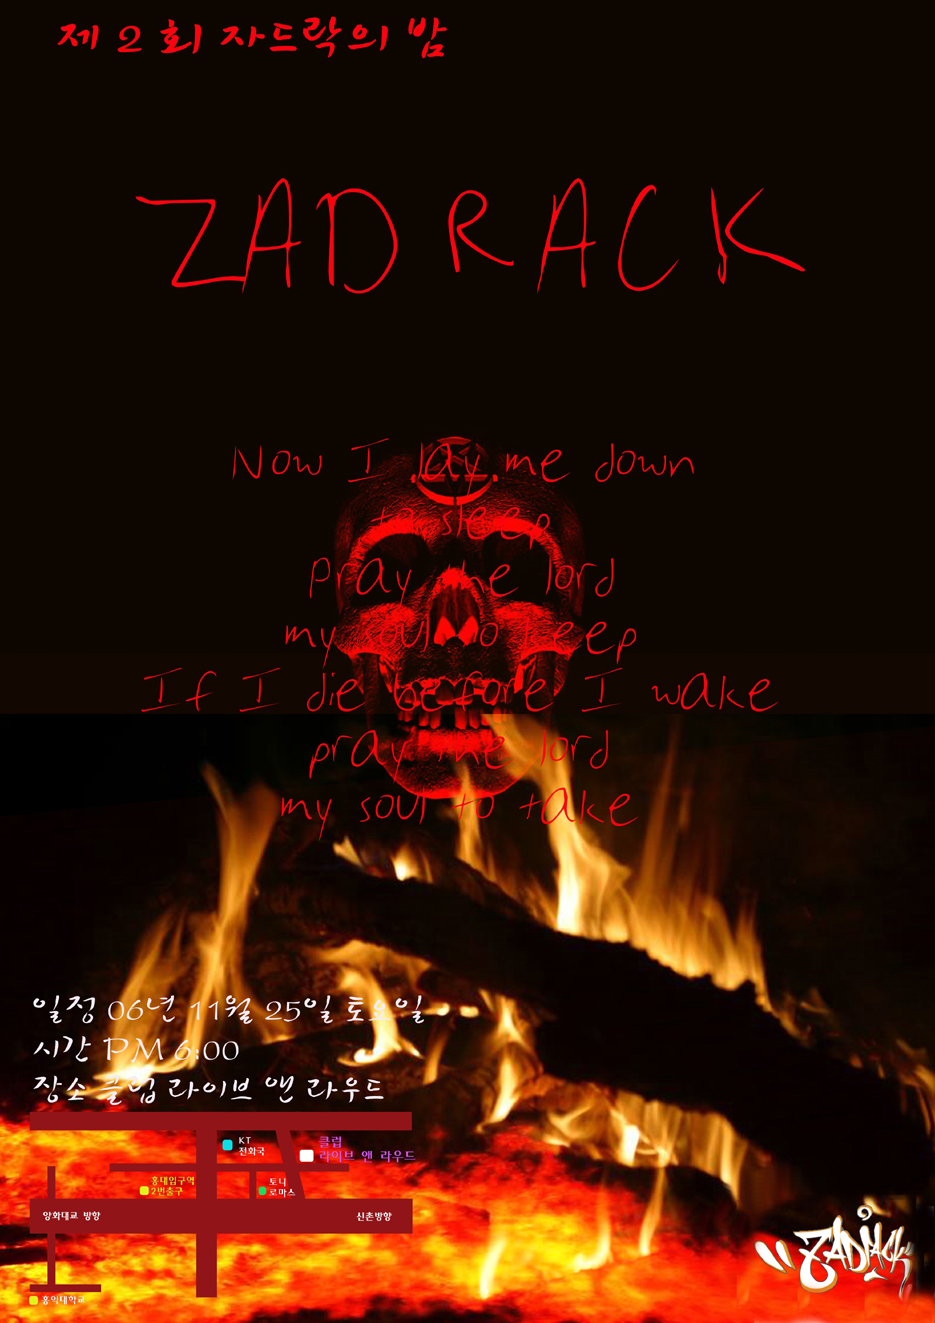 제 2 회 자드락의 밤
ZAD RACK
Now I lay me down
to sleep
Pray the lord
my soul to keep
If I die before I wake
pray the lord
my soul to take
일정 06년 11월 25일 토요일
시간 PM 6:00
장소 클럽 라이브 앤 라우드
KT
전화국
클럽
라이브 앤 라우드
홍대입구역
2번출구
토니
로마스
양화대교 방향
신촌방향
홍익대학교
ZADRACK